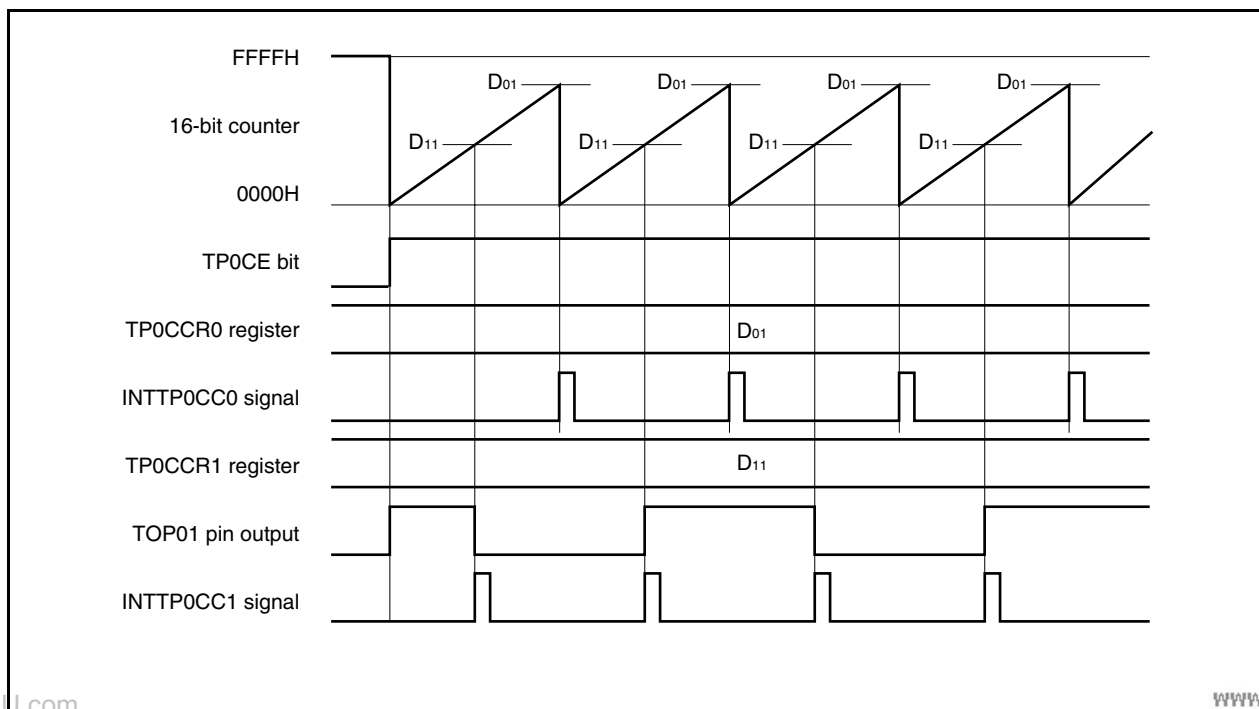 FFFFH
D01 D01 D01 D01
16-bit counter
D11 D11 D11 D11
0000H
TP0CE bit
TP0CCR0 register
D01
INTTP0CC0 signal
TP0CCR1 register
D11
TOP01 pin output
INTTP0CC1 signal
U.com